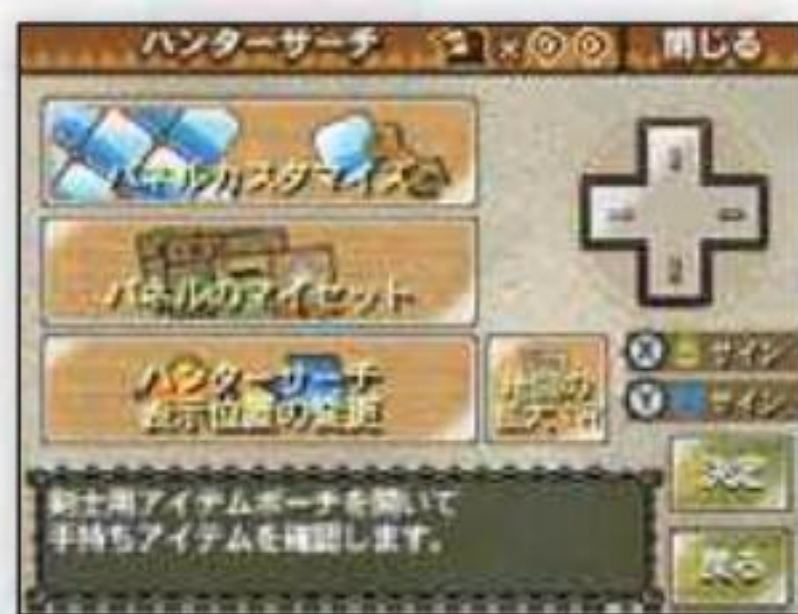 ハンターサーチ
閉じる
パネルカスタマイズ
パネルのマイセット
ハンターサーチ
表示位置の変更
X サイン
Y サイン
決定
剣士用アイテムポーチを開いて
手持ちアイテムを確認します。
戻る